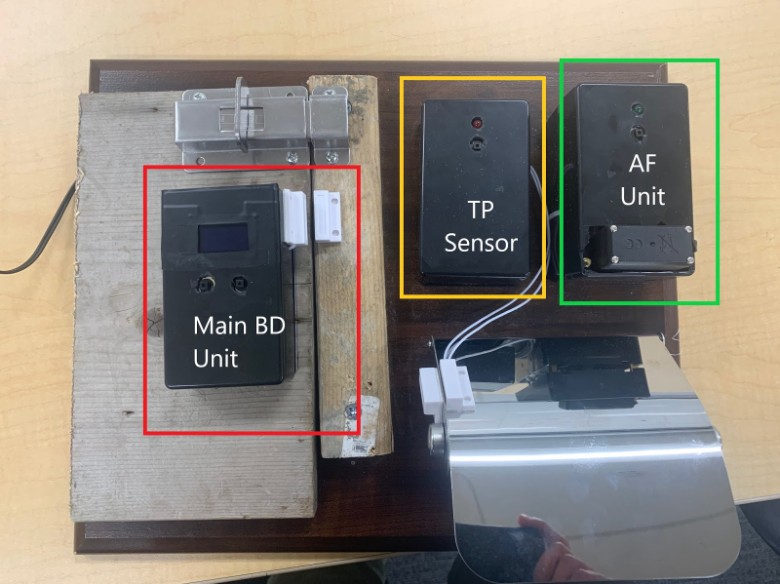 Main BD
Unit
TP
Sensor
AF
Unit